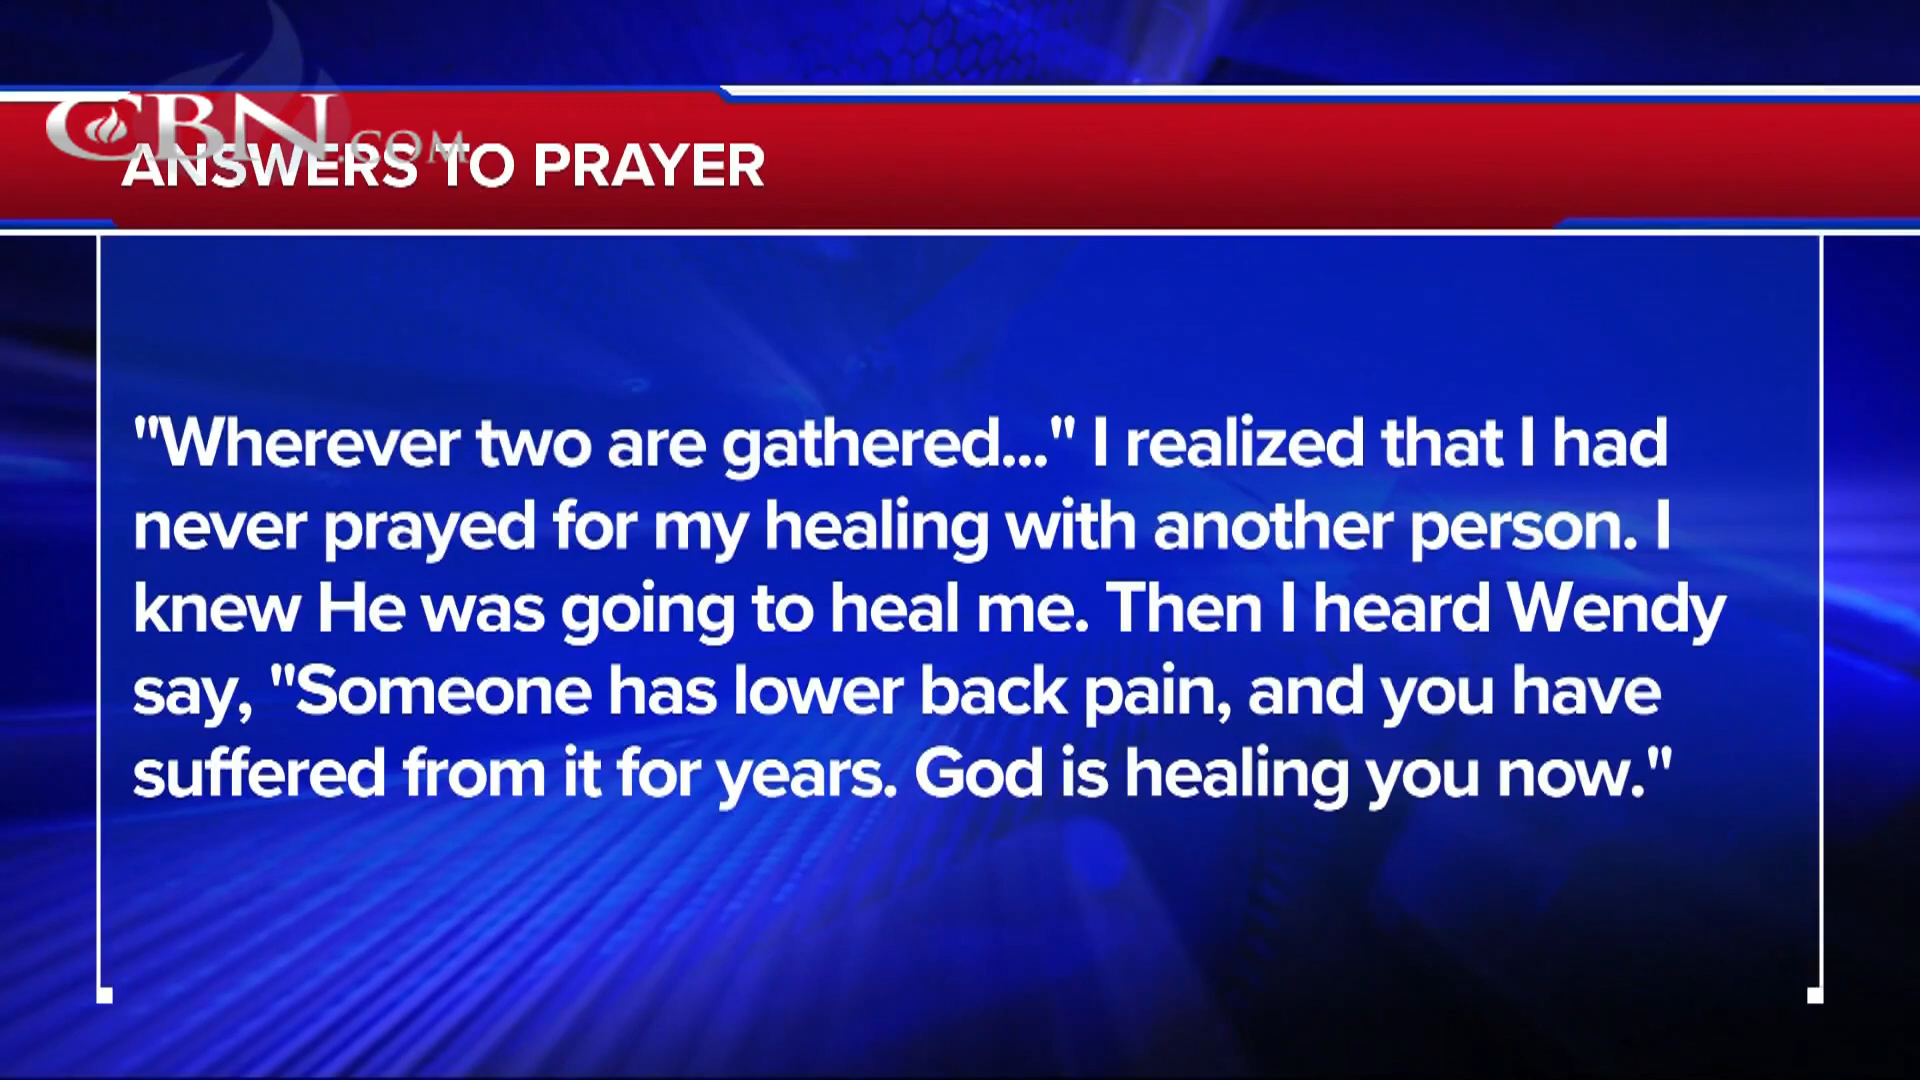 CBN.COM
ANSWERS TO PRAYER
"Wherever two are gathered..." I realized that I had
never prayed for my healing with another person. I
knew He was going to heal me. Then I heard Wendy
say, "Someone has lower back pain, and you have
suffered from it for years. God is healing you now."